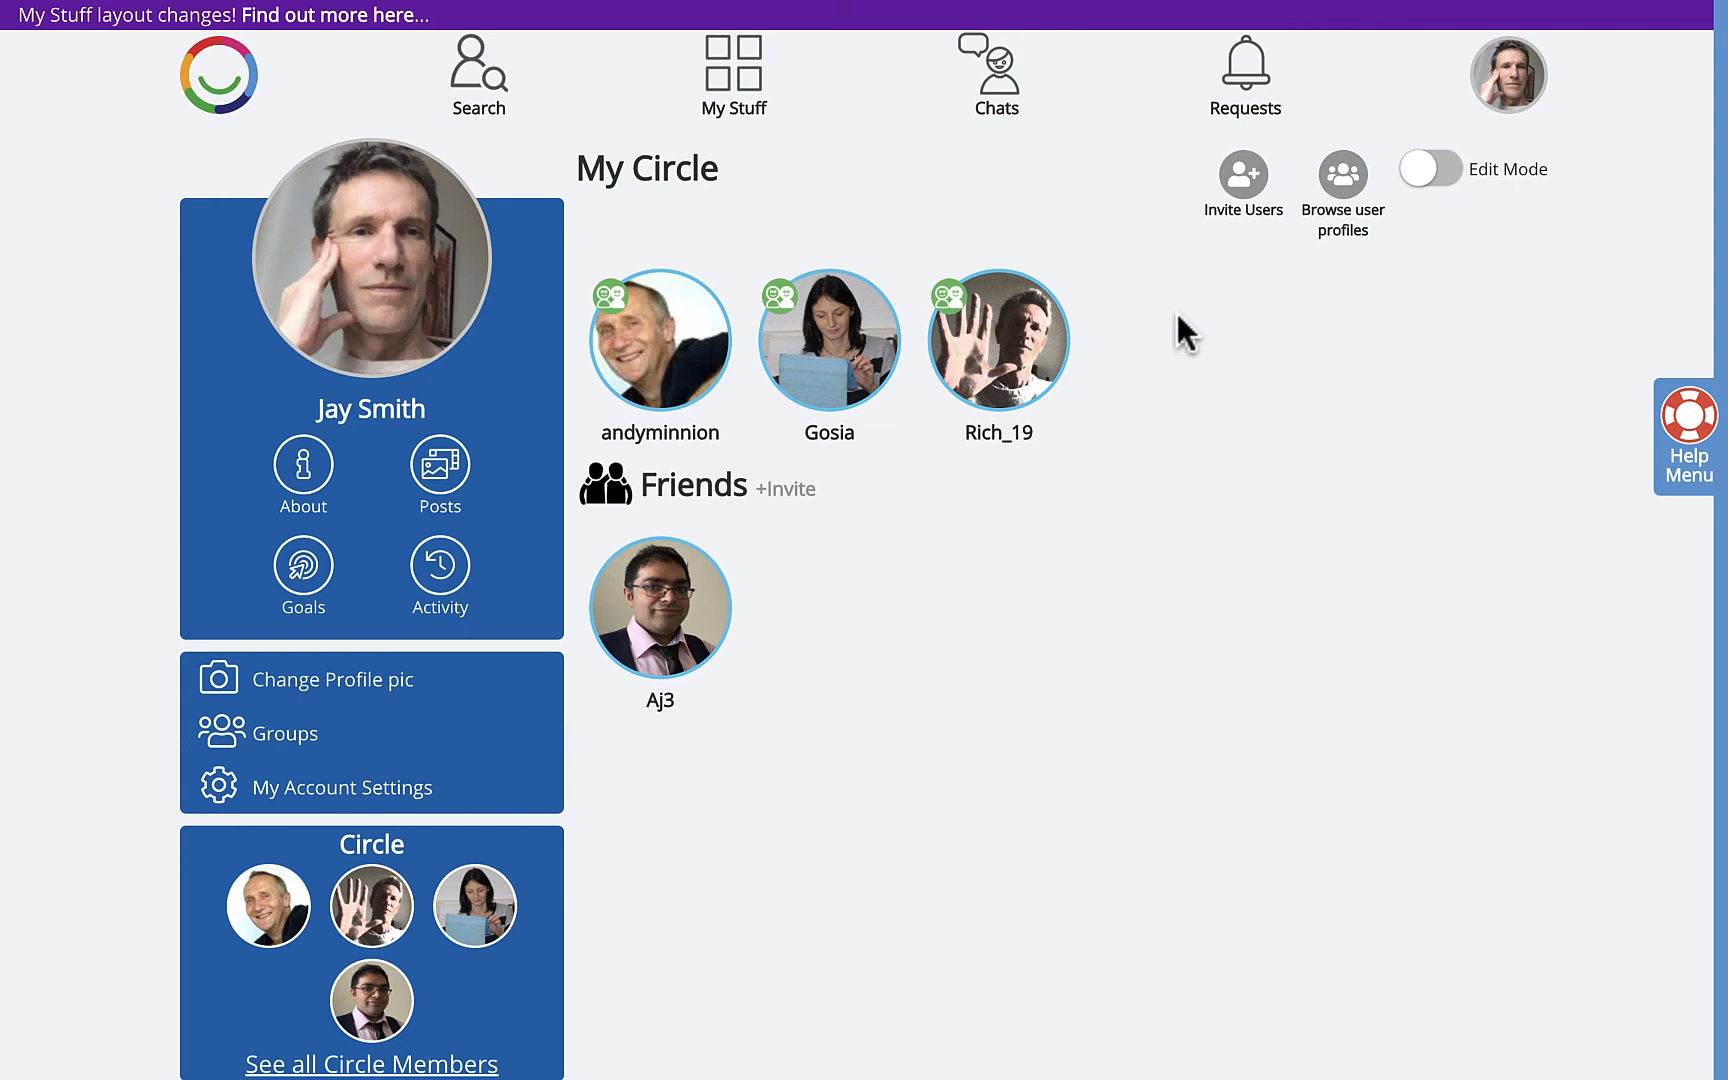 My Stuff layout changes! Find out more here...
Search
My Stuff
Chats
Requests
My Circle
Invite Users
Browse user
profiles
Edit Mode
andyminnion
Gosia
Rich_19
Jay Smith
About
Posts
Goals
Activity
Friends +Invite
Aj3
Help
Menu
Change Profile pic
Groups
My Account Settings
Circle
See all Circle Members